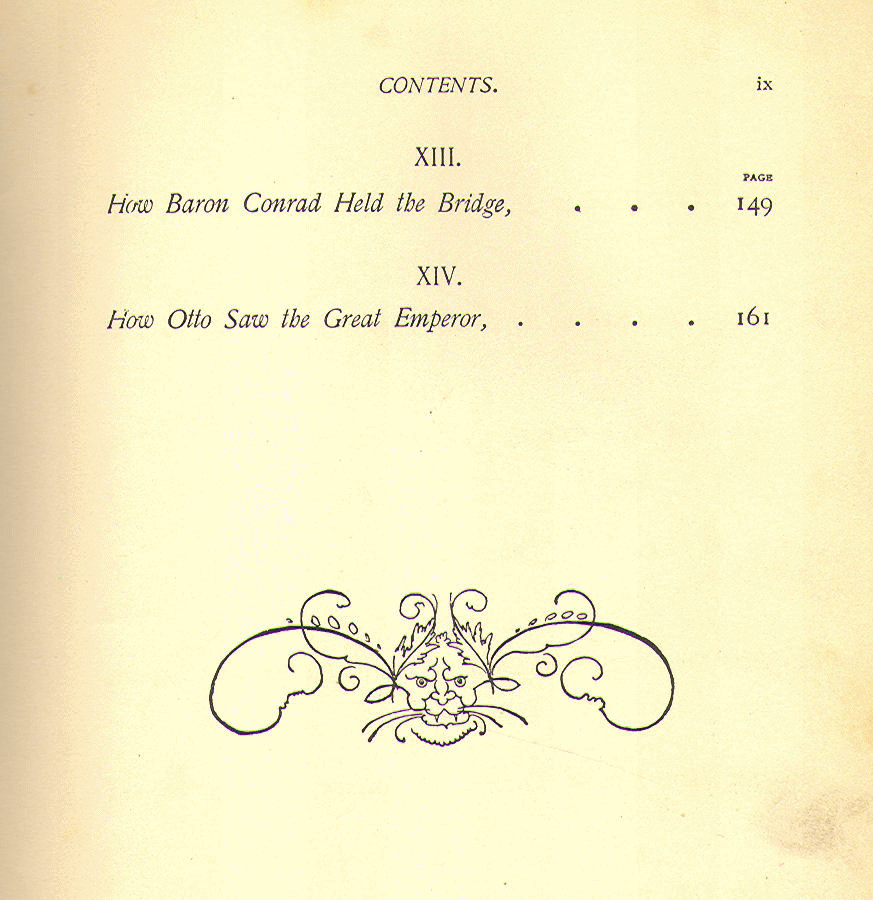 CONTENTS. ix
XIII.
PAGE
How Baron Conrad Held the Bridge, . . . 149
XIV.
How Otto Saw the Great Emperor, . . . . 161